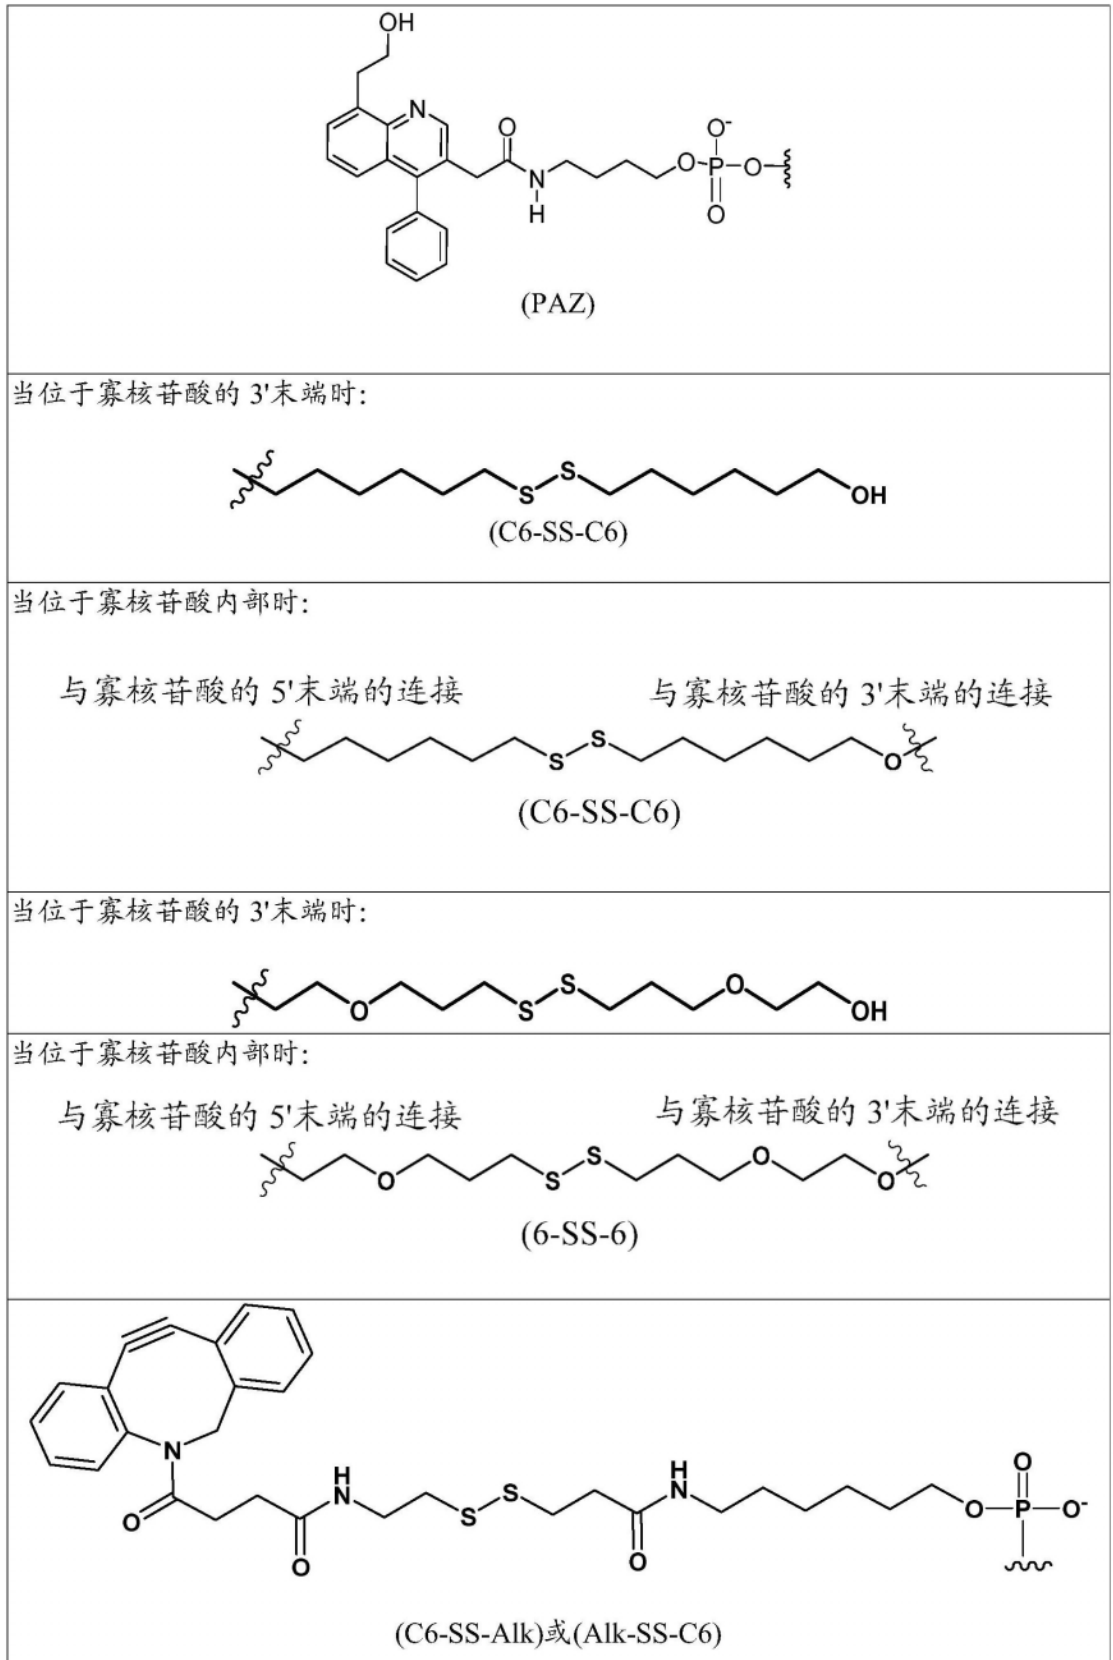 OH
N
O
N
H
O
O⁻
P
O
O
(PAZ)
当位于寡核苷酸的 3'末端时：
S
S
OH
(C6-SS-C6)
当位于寡核苷酸内部时：
与寡核苷酸的 5'末端的连接 与寡核苷酸的 3'末端的连接
S
S
O
(C6-SS-C6)
当位于寡核苷酸的 3'末端时：
O
S
S
O
OH
当位于寡核苷酸内部时：
与寡核苷酸的 5'末端的连接 与寡核苷酸的 3'末端的连接
O
S
S
O
O
(6-SS-6)
N
O
O
H
N
S
S
O
H
N
O
P
O
O⁻
(C6-SS-Alk)或(Alk-SS-C6)